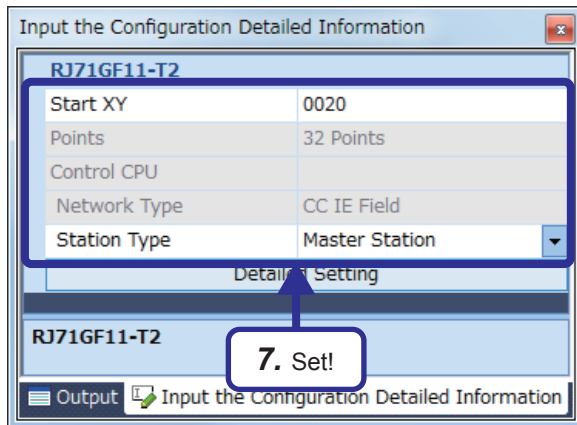 Input the Configuration Detailed Information
RJ71GF11-T2
Start XY 0020
Points 32 Points
Control CPU
Network Type CC IE Field
Station Type Master Station
Detailed Setting
RJ71GF11-T2
7. Set!
Output Input the Configuration Detailed Information